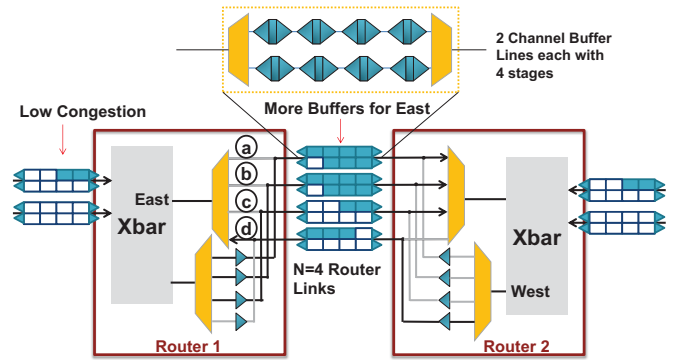 2 Channel Buffer
Lines each with
4 stages
Low Congestion
More Buffers for East
a
b
East
Xbar
c
d
Xbar
N=4 Router
Links
West
Router 1
Router 2